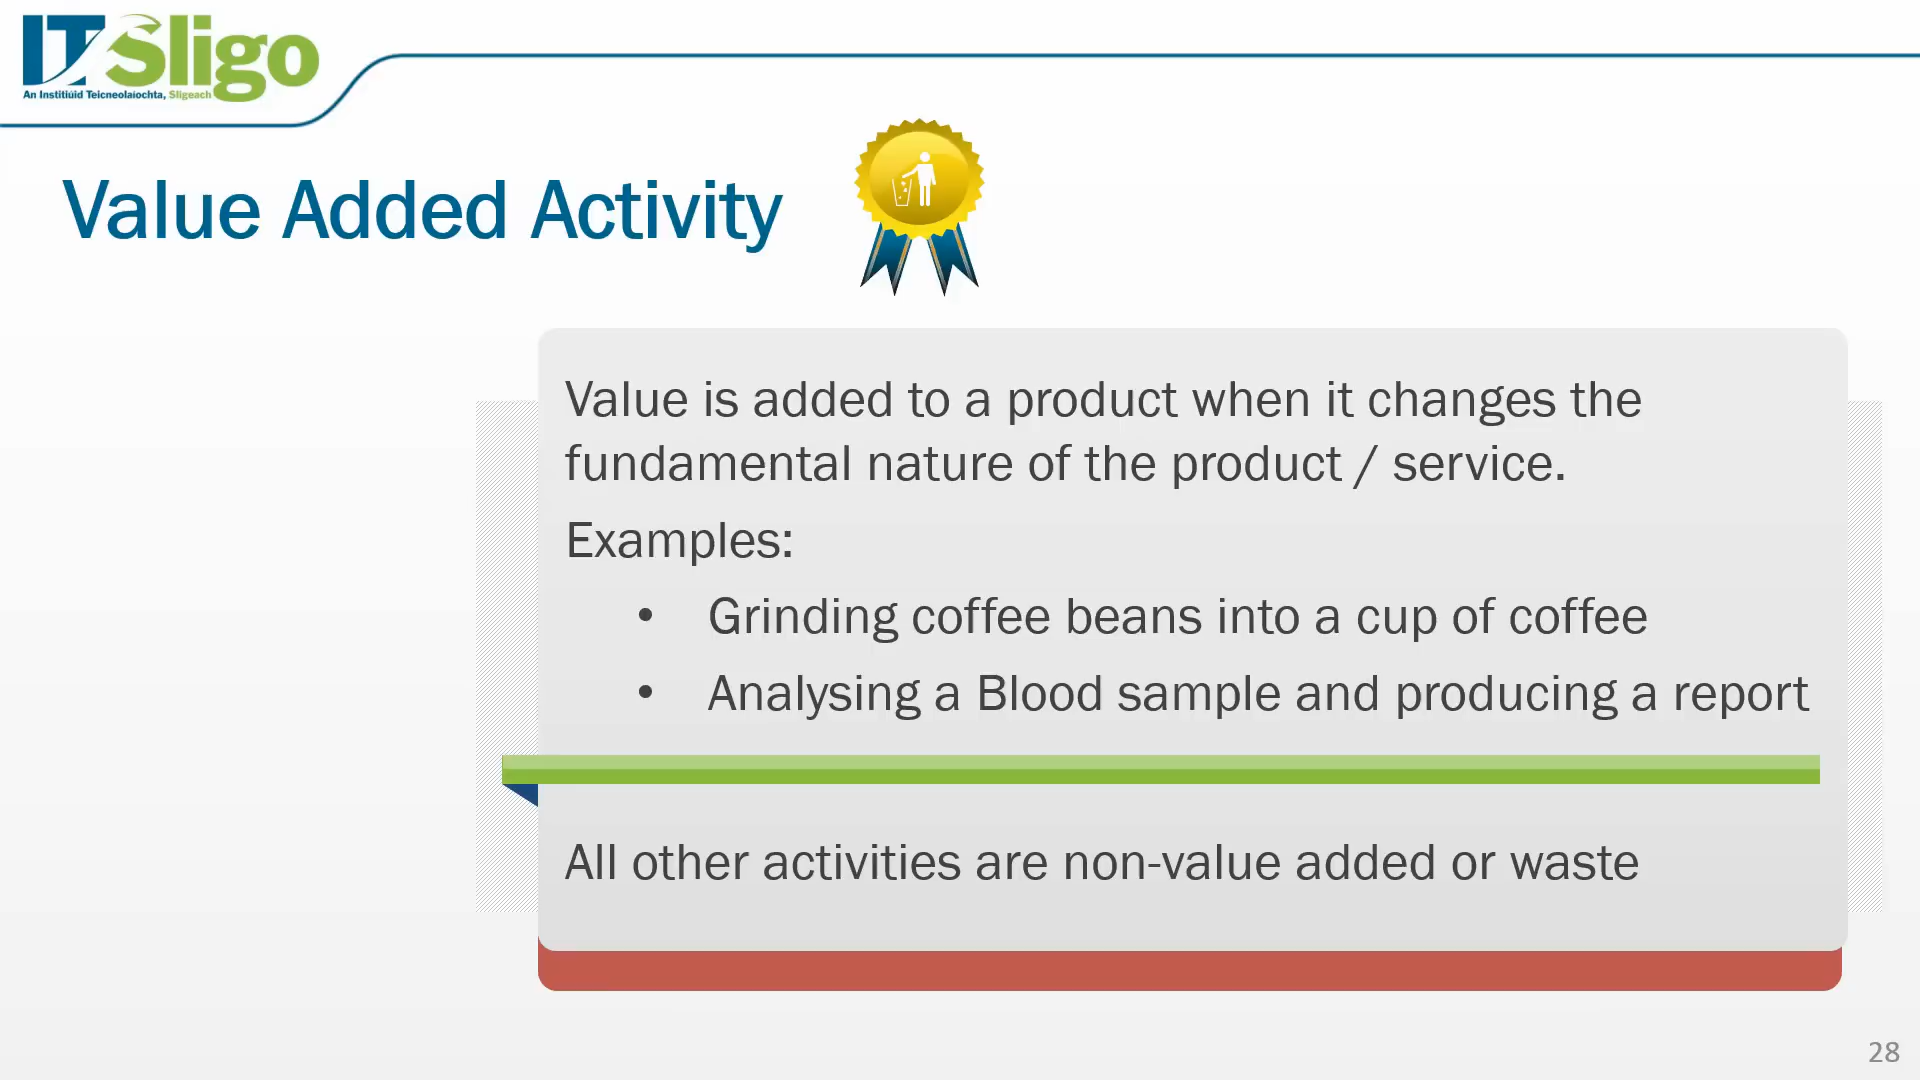 ITSligo
An Institiúid Teicneolaíochta, Sligeach
Value Added Activity
Value is added to a product when it changes the
fundamental nature of the product / service.
Examples:
• Grinding coffee beans into a cup of coffee
• Analysing a Blood sample and producing a report
All other activities are non-value added or waste
28